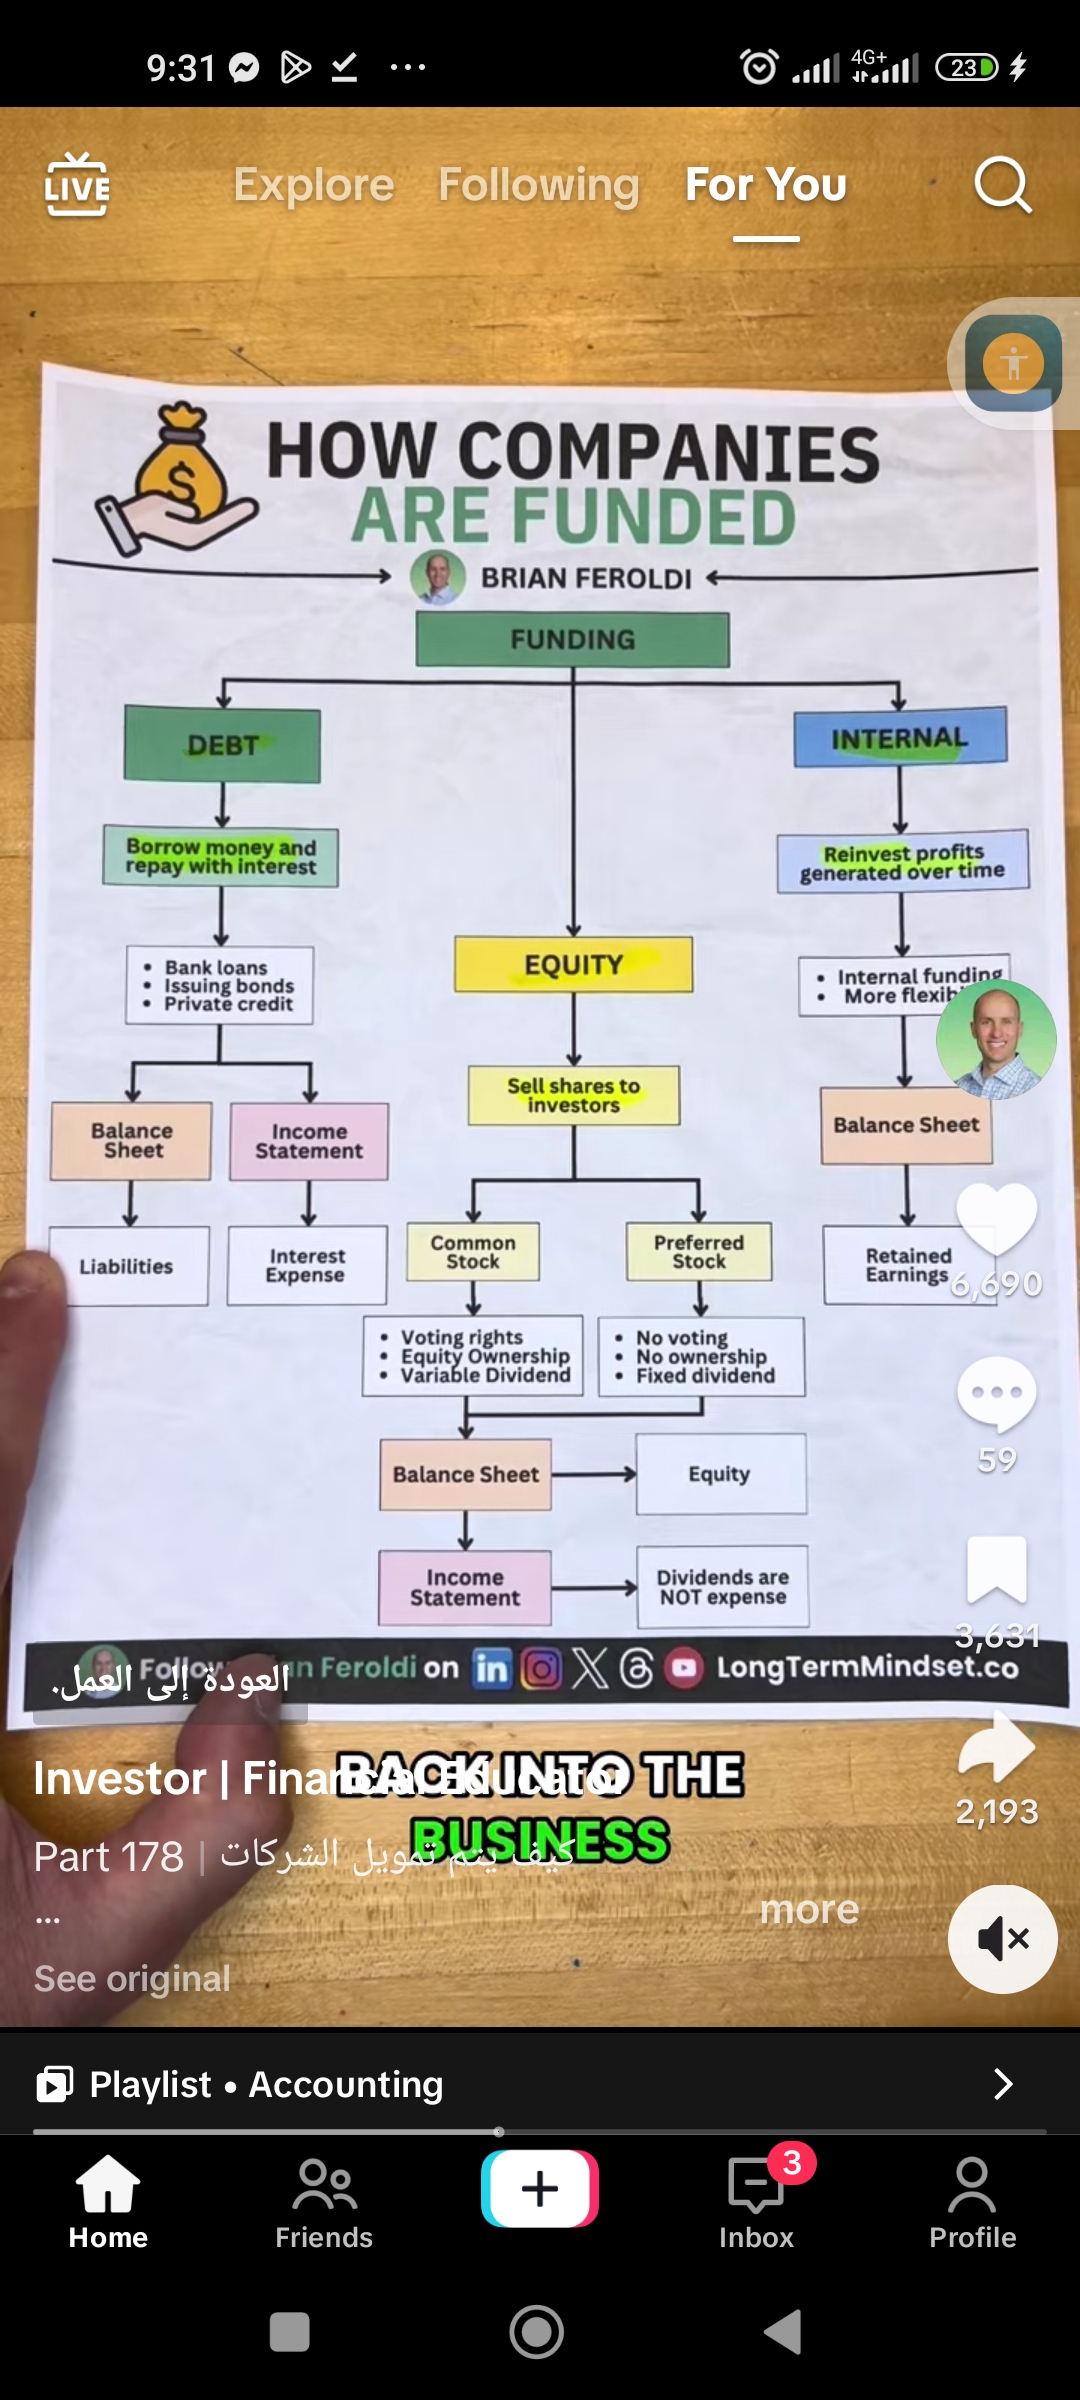 9:31
4G+
23
LIVE
Explore
Following
For You
HOW COMPANIES
ARE FUNDED
BRIAN FEROLDI
FUNDING
DEBT
INTERNAL
Borrow money and
repay with interest
Reinvest profits
generated over time
• Bank loans
• Issuing bonds
• Private credit
EQUITY
• Internal funding
• More
Sell shares to
investors
Balance
Sheet
Income
Statement
Balance Sheet
Common
Stock
Preferred
Stock
Liabilities
Interest
Expense
Retained
Earnings
6,690
• Voting rights
• Equity Ownership
• Variable Dividend
• No voting
• No ownership
• Fixed dividend
59
Balance Sheet
Equity
Income
Statement
Dividends are
NOT expense
3,631
Follow Feroldi on in LongTermMindset.co
العودة إلى العمل.
BACK INTO THE
BUSINESS
Investor | Financial Educator
2,193
Part 178 | كيف يتم تمويل الشركات
...
more
See original
Playlist • Accounting
Home
Friends
3
Inbox
Profile